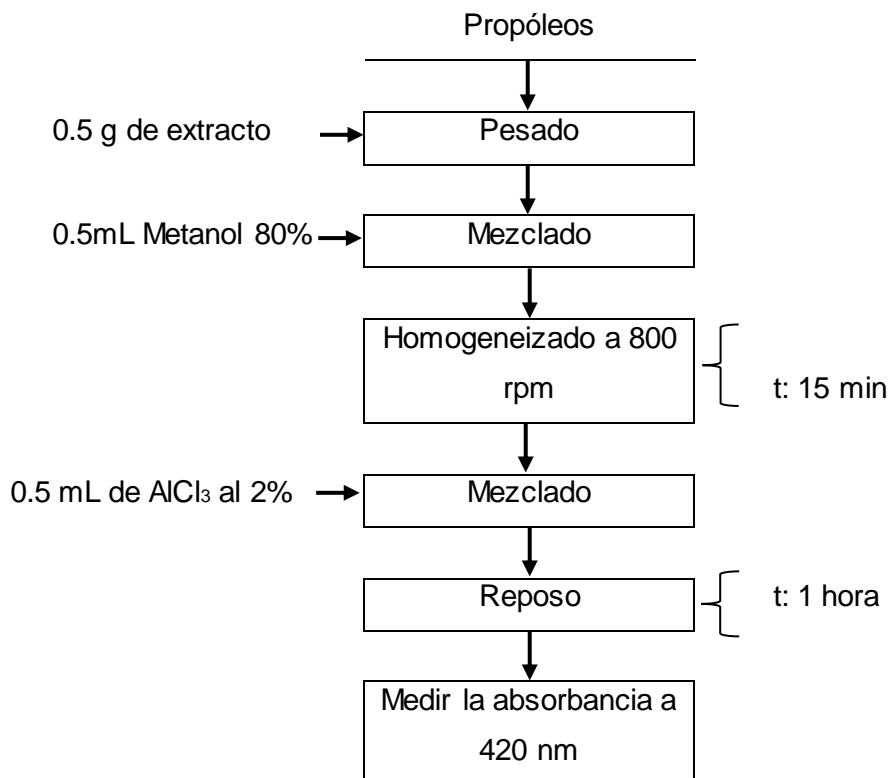 Propóleos
0.5 g de extracto
Pesado
0.5mL Metanol 80%
Mezclado
Homogeneizado a 800
rpm
t: 15 min
0.5 mL de AlCl₃ al 2%
Mezclado
Reposo
t: 1 hora
Medir la absorbancia a
420 nm